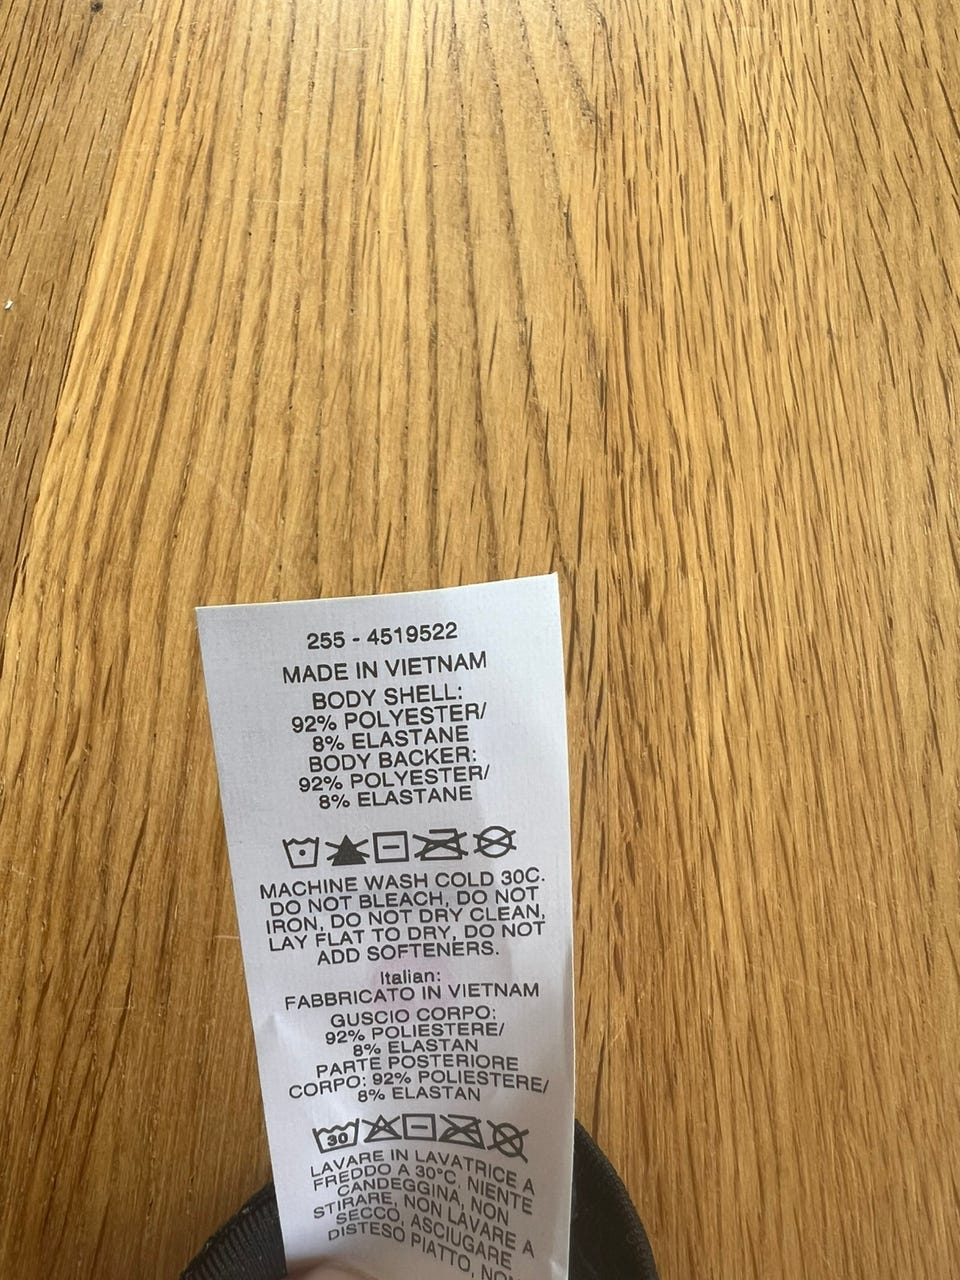 255 - 4519522
MADE IN VIETNAM
BODY SHELL:
92% POLYESTER/
8% ELASTANE
BODY BACKER:
92% POLYESTER/
8% ELASTANE
MACHINE WASH COLD 30C.
DO NOT BLEACH, DO NOT
IRON, DO NOT DRY CLEAN,
LAY FLAT TO DRY, DO NOT
ADD SOFTENERS.
Italian:
FABBRICATO IN VIETNAM
GUSCIO CORPO:
92% POLIESTERE/
8% ELASTAN
PARTE POSTERIORE
CORPO: 92% POLIESTERE/
8% ELASTAN
30
LAVARE IN LAVATRICE A
FREDDO A 30°C, NIENTE
CANDEGGINA, NON
STIRARE, NON LAVARE A
SECCO, ASCIUGARE
DISTESO PIATTO, NON